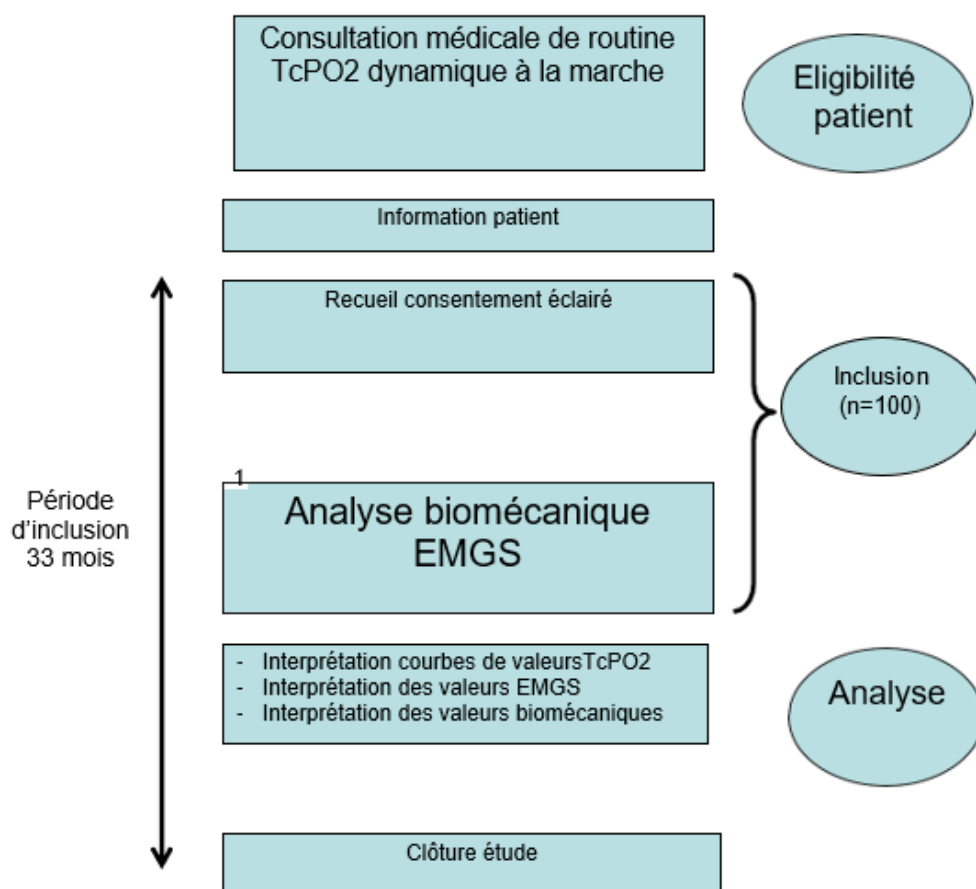 Consultation médicale de routine
TcPO2 dynamique à la marche
Eligibilité
patient
Information patient
Recueil consentement éclairé
Inclusion
(n=100)
1
Analyse biomécanique
EMGS
Période
d'inclusion
33 mois
- Interprétation courbes de valeursTcPO2
- Interprétation des valeurs EMGS
- Interprétation des valeurs biomécaniques
Analyse
Clôture étude